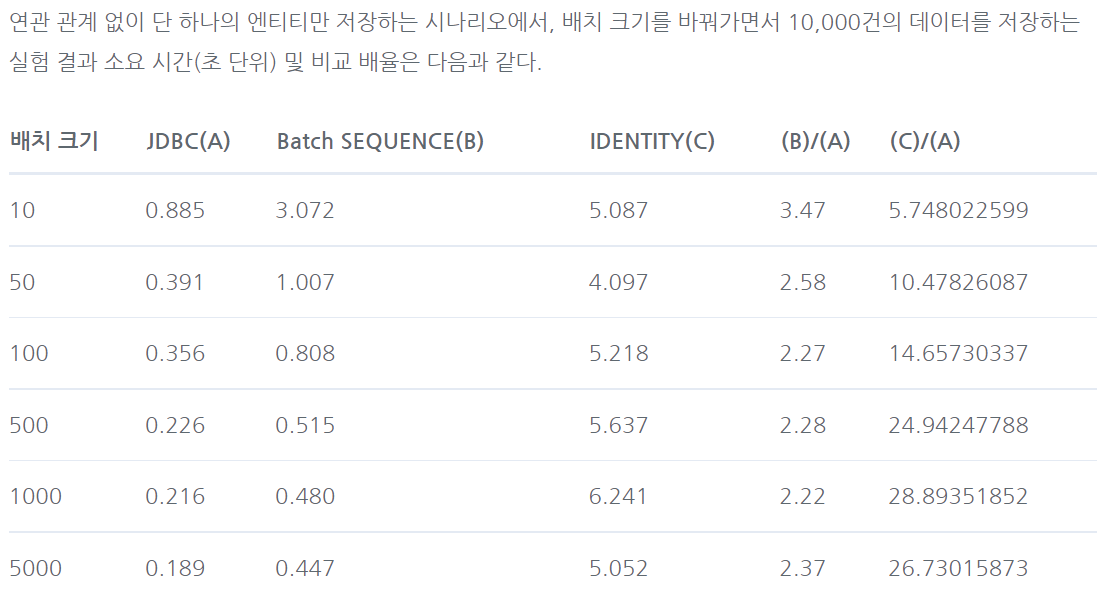 연관 관계 없이 단 하나의 엔티티만 저장하는 시나리오에서, 배치 크기를 바꿔가면서 10,000건의 데이터를 저장하는
실험 결과 소요 시간(초 단위) 및 비교 배율은 다음과 같다.
배치 크기 JDBC(A) Batch SEQUENCE(B) IDENTITY(C) (B)/(A) (C)/(A)
10 0.885 3.072 5.087 3.47 5.748022599
50 0.391 1.007 4.097 2.58 10.47826087
100 0.356 0.808 5.218 2.27 14.65730337
500 0.226 0.515 5.637 2.28 24.94247788
1000 0.216 0.480 6.241 2.22 28.89351852
5000 0.189 0.447 5.052 2.37 26.73015873